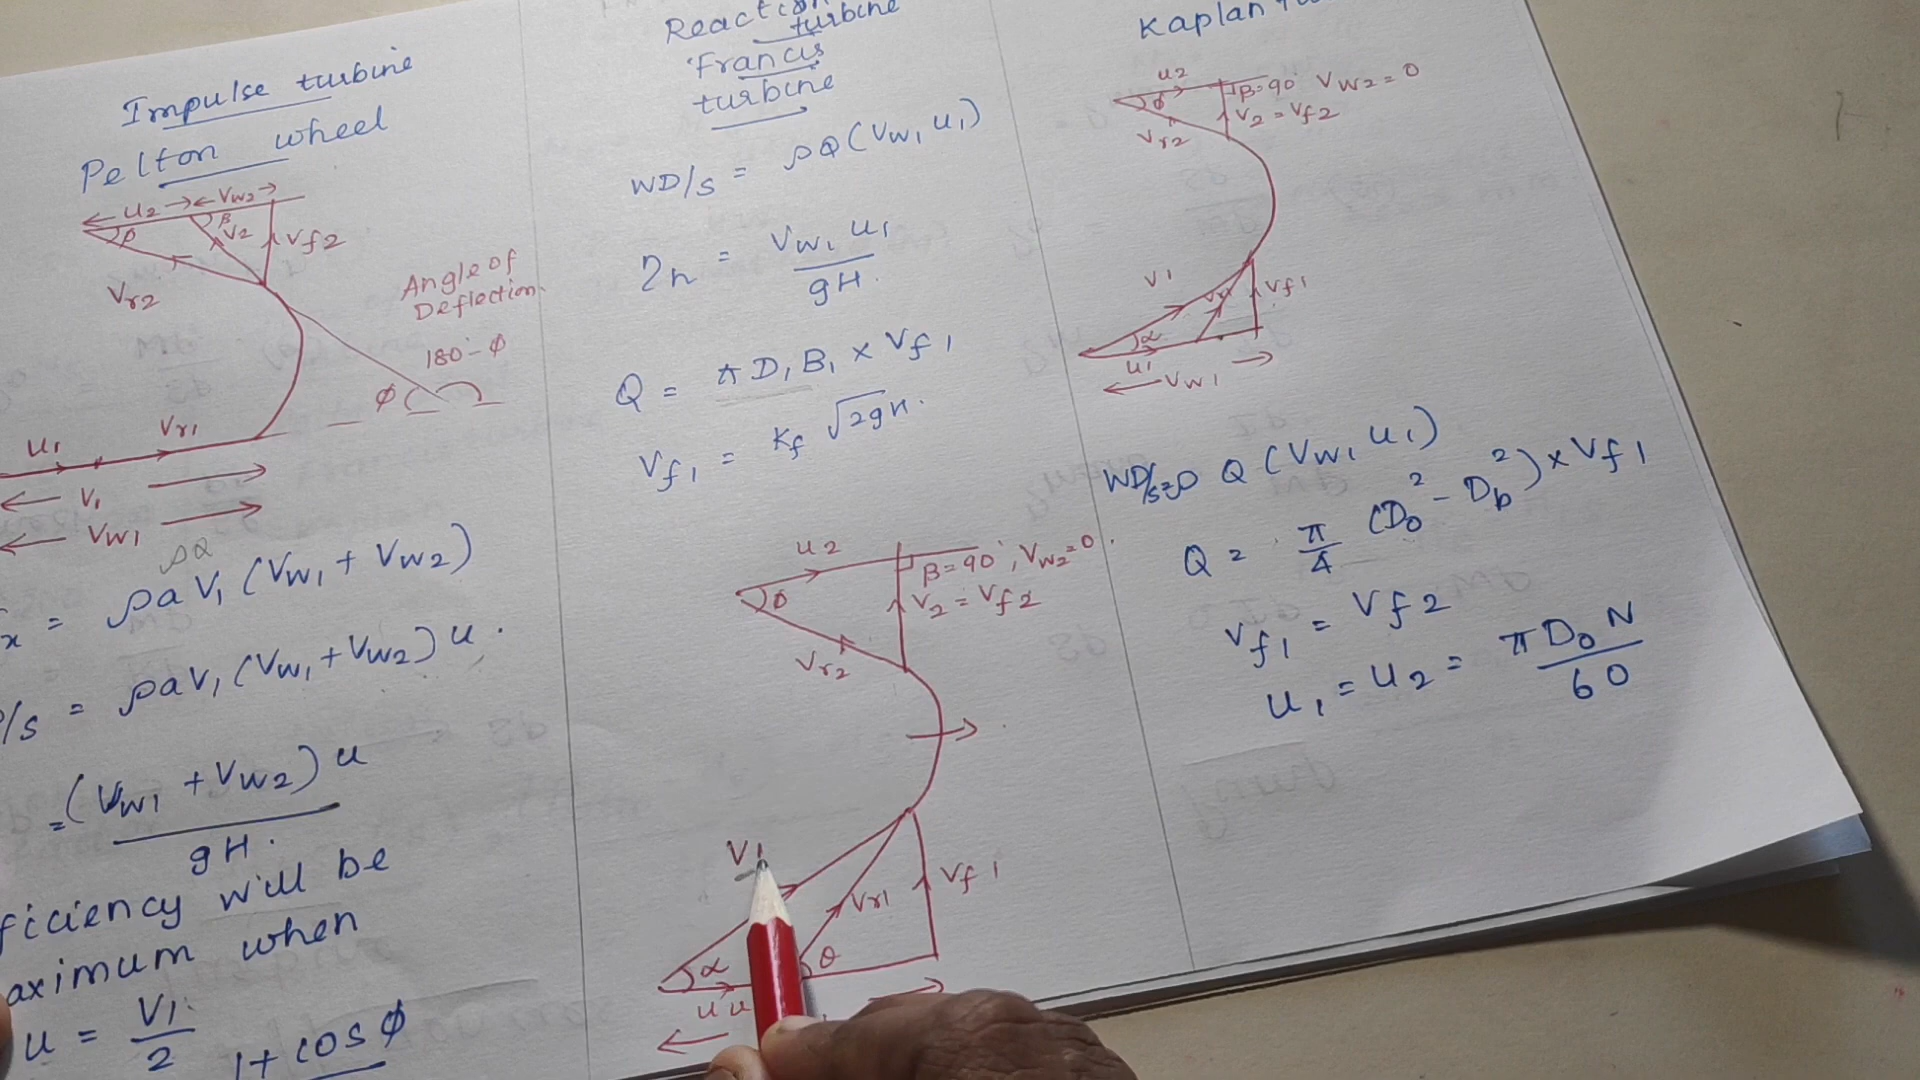 Impulse turbine
Pelton wheel
u2 Vw2
β
V2
Vf2
Vr2
Angle of
Deflection
180° - φ
φ
u1 Vr1
V1
Vw1
ρQ
x = ρaV1 (Vw1 + Vw2)
/s = ρaV1 (Vw1 + Vw2) u.
= (Vw1 + Vw2) u
gH.
ficiency will be
aximum when
u = V1
2
1 + cos φ
turbine
Francis
turbine
WD/s = ρQ (Vw1 u1)
ηh = Vw1 u1
gH.
Q = πD1 B1 × Vf1
Vf1 = Kf √2gH.
u2
β=90°, Vw2=0.
φ
V2 = Vf2
Vr2
V1
Vr1
Vf1
α
θ
Kaplan
u2
β=90° Vw2=0
φ
V2 = Vf2
Vr2
V1
Vr1
Vf1
α
u1
Vw1
WD/s=ρ Q (Vw1 u1)
Q = π (Do² - Db²) × Vf1
4
Vf1 = Vf2
u1 = u2 = πDo N
60